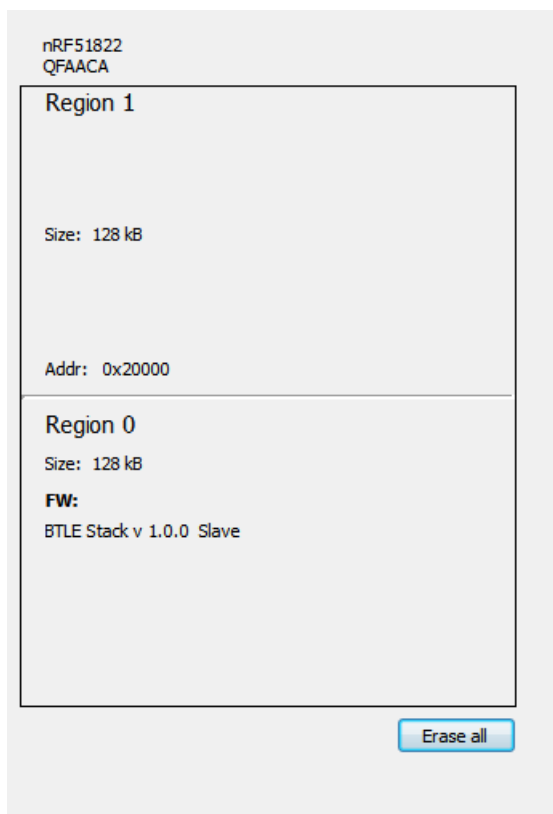 nRF51822
QFAACA
Region 1
Size: 128 kB
Addr: 0x20000
Region 0
Size: 128 kB
FW:
BTLE Stack v 1.0.0 Slave
Erase all